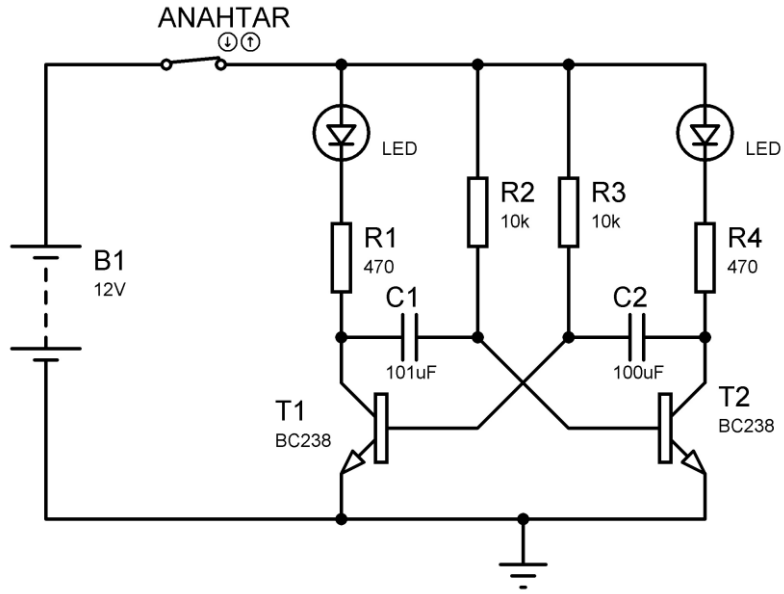 ANAHTAR
LED
LED
R2
10k
R3
10k
R1
470
R4
470
B1
12V
C1
101uF
C2
100uF
T1
BC238
T2
BC238